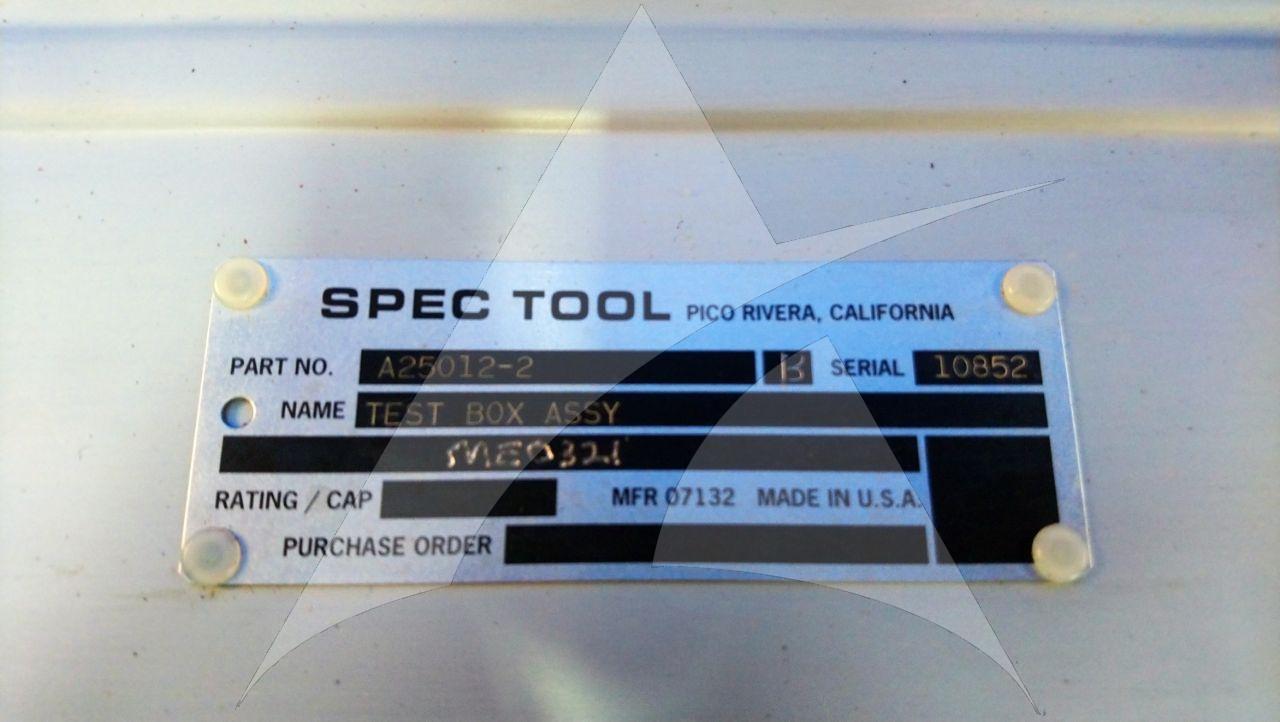 SPEC TOOL PICO RIVERA, CALIFORNIA
PART NO. A25012-2 B SERIAL 10852
NAME TEST BOX ASSY
ME0321
RATING / CAP MFR 07132 MADE IN U.S.A.
PURCHASE ORDER